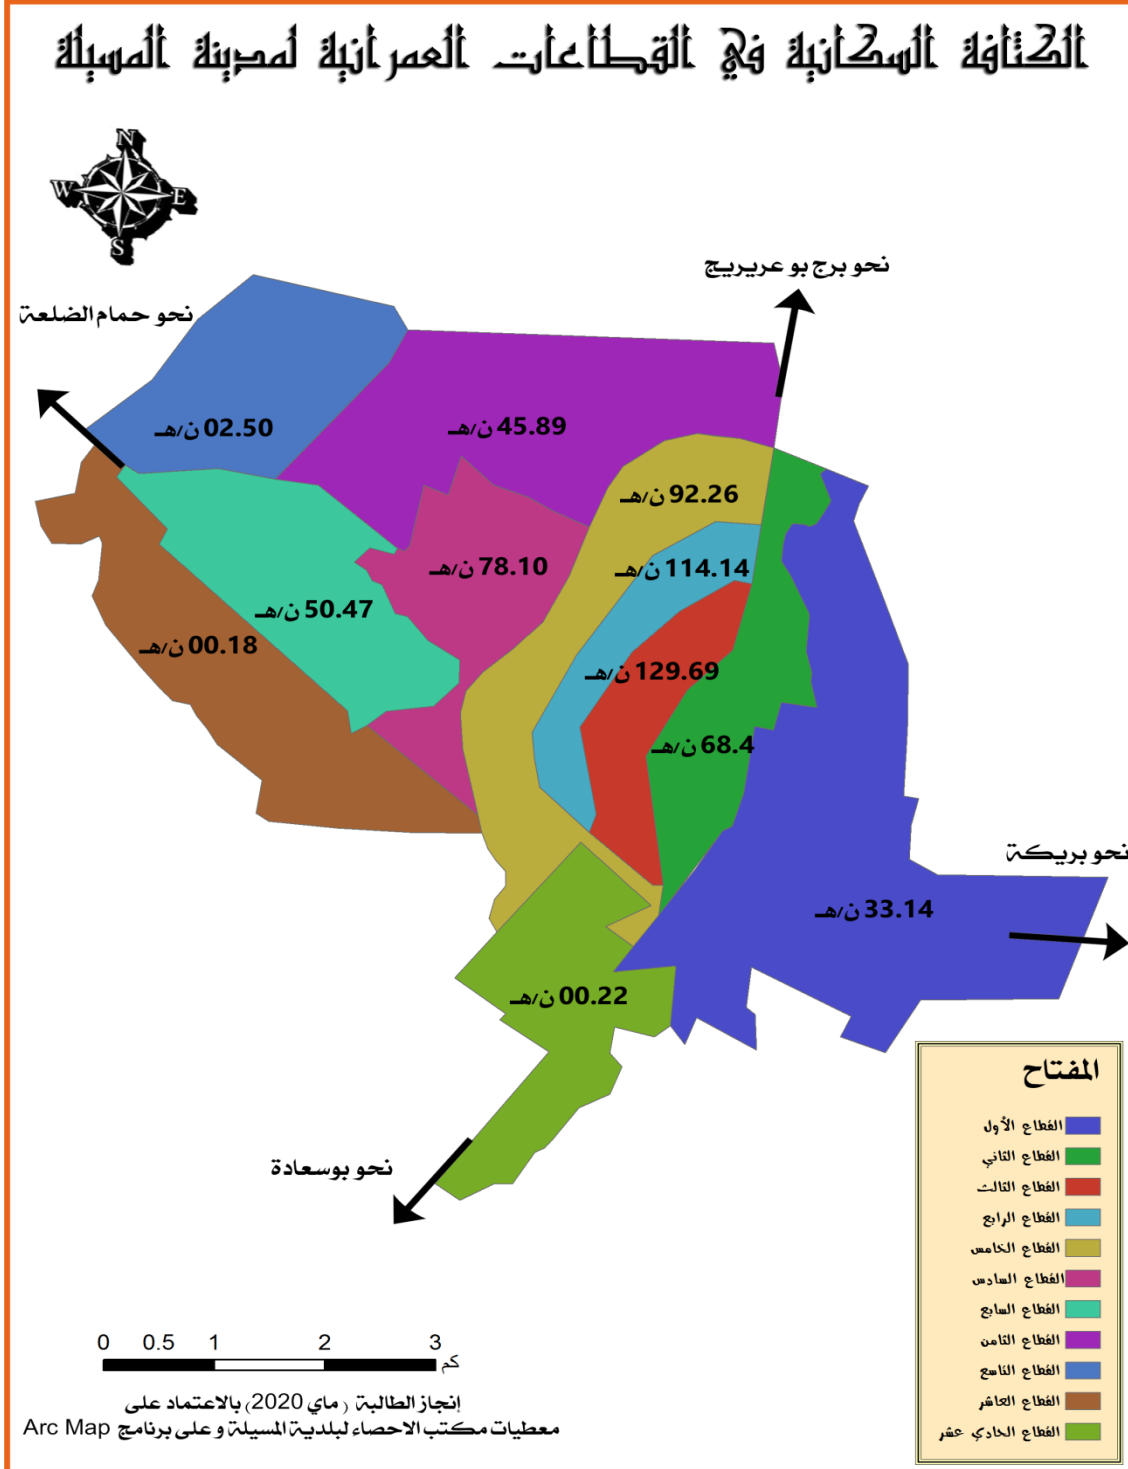 الكثافة السكانية في القطاعات العمرانية لمدينة المسيلة
N
W E
S
نحو برج بو عريريج
نحو حمام الضلعة
02.50 ن/هـ
45.89 ن/هـ
92.26 ن/هـ
78.10 ن/هـ
114.14 ن/هـ
50.47 ن/هـ
00.18 ن/هـ
129.69 ن/هـ
68.4 ن/هـ
نحو بريكة
33.14 ن/هـ
00.22 ن/هـ
نحو بوسعادة
المفتاح
القطاع الأول
القطاع الثاني
القطاع الثالث
القطاع الرابع
القطاع الخامس
القطاع السادس
القطاع السابع
القطاع الثامن
القطاع التاسع
القطاع العاشر
القطاع الحادي عشر
0 0.5 1 2 3
كم
إنجاز الطالبة ( ماي 2020) بالاعتماد على
معطيات مكتب الاحصاء لبلدية المسيلة و على برنامج Arc Map